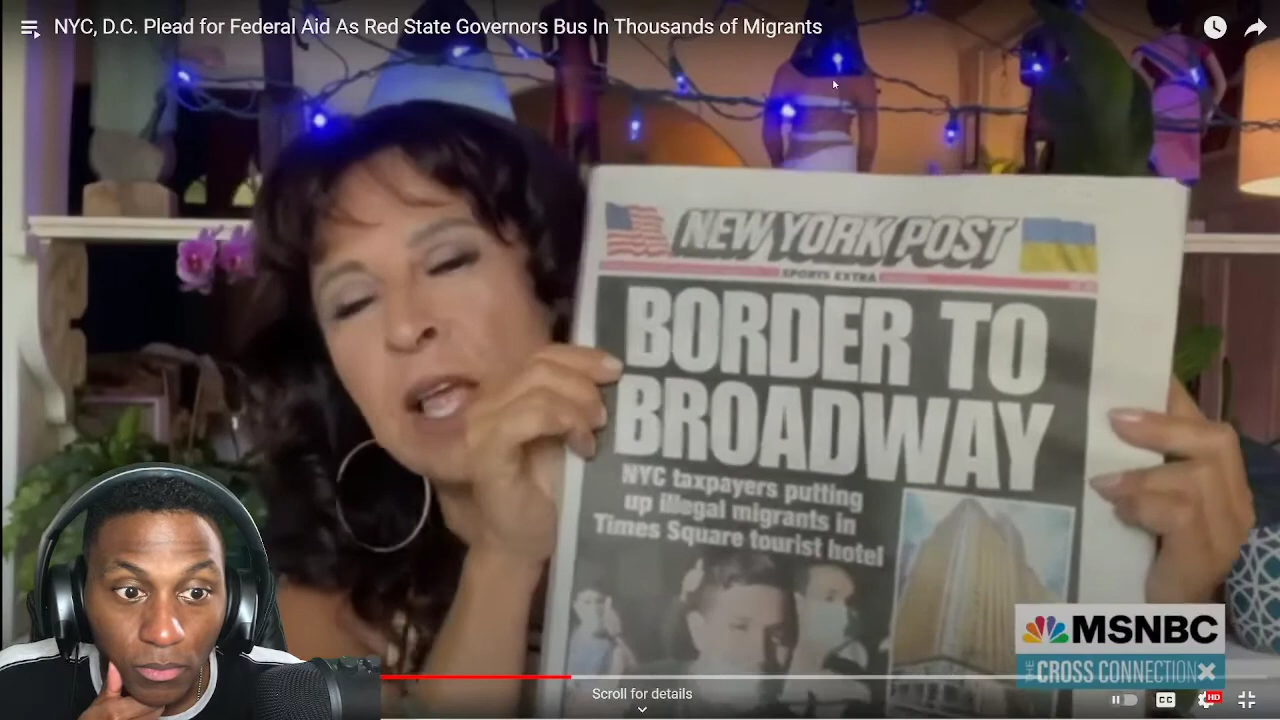 NYC, D.C. Plead for Federal Aid As Red State Governors Bus In Thousands of Migrants
NEW YORK POST
SPORTS EXTRA
BORDER TO
BROADWAY
NYC taxpayers putting
up illegal migrants in
Times Square tourist hotel
MSNBC
THE CROSS CONNECTION
Scroll for details
CC
HD